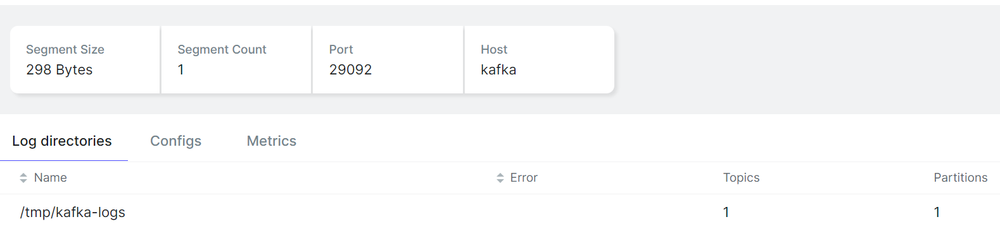 Segment Size Segment Count Port Host
298 Bytes 1 29092 kafka
Log directories Configs Metrics
Name Error Topics Partitions
/tmp/kafka-logs 1 1